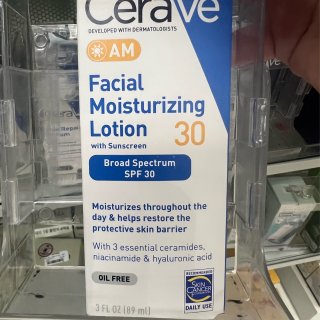 CeraVe
DEVELOPED WITH DERMATOLOGISTS
AM
Facial
Moisturizing
Lotion 30
with Sunscreen
Broad Spectrum
SPF 30
Moisturizes throughout the
day & helps restore the
protective skin barrier
With 3 essential ceramides,
niacinamide & hyaluronic acid
OIL FREE
RECOMMENDED
SKIN
CANCER
DAILY USE
3 FL OZ (89 ml)